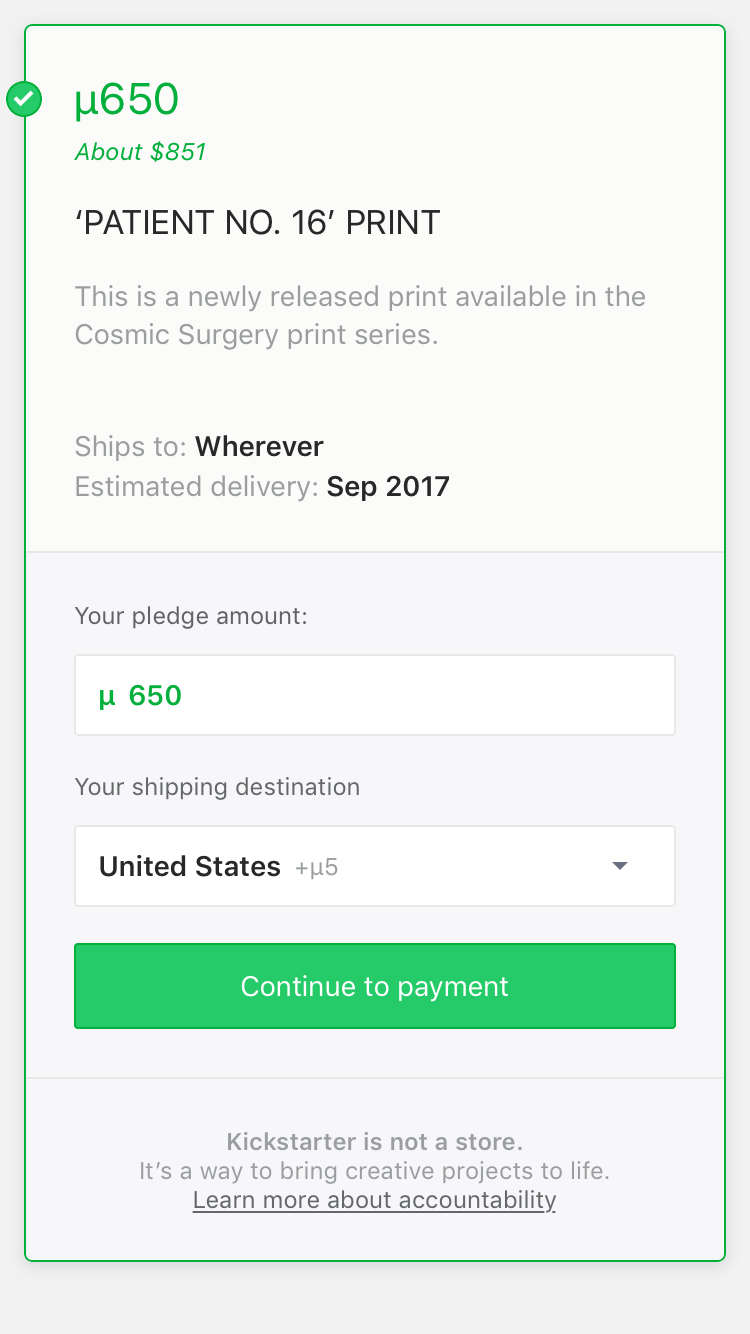 µ650
About $851
‘PATIENT NO. 16’ PRINT
This is a newly released print available in the
Cosmic Surgery print series.
Ships to: Wherever
Estimated delivery: Sep 2017
Your pledge amount:
µ 650
Your shipping destination
United States +µ5
Continue to payment
Kickstarter is not a store.
It’s a way to bring creative projects to life.
Learn more about accountability